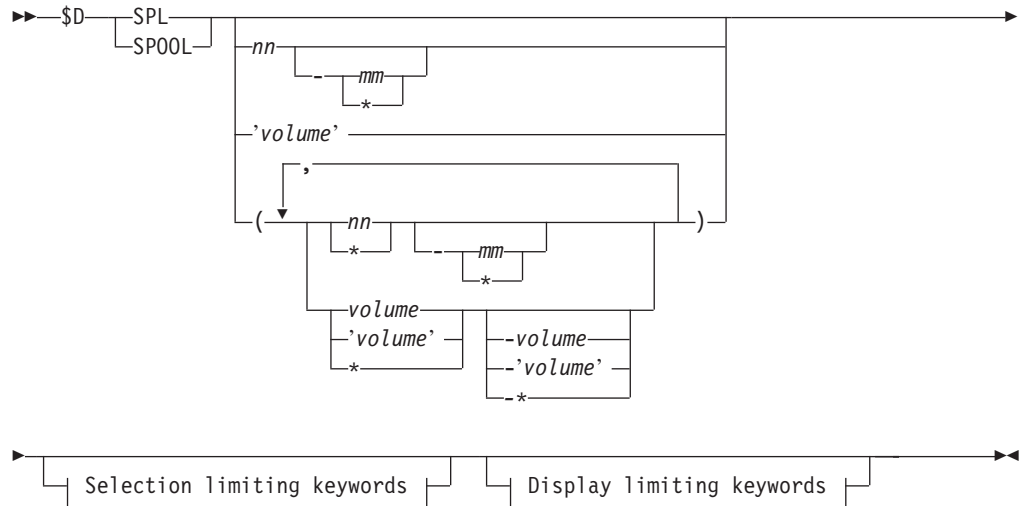 $D SPL
SPOOL
nn
- mm
*
'volume'
,
( nn - mm )
* *
volume -volume
'volume' -'volume'
* -*
Selection limiting keywords Display limiting keywords